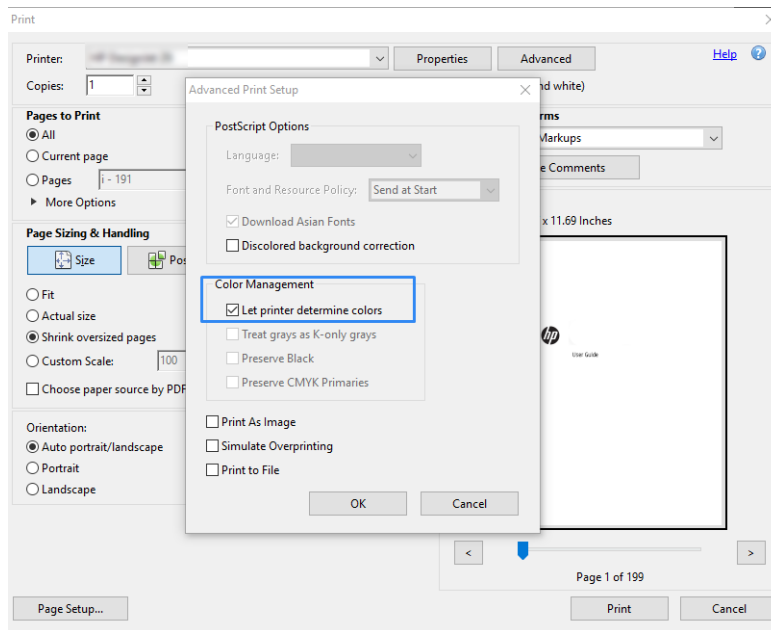 Print
Printer: Properties Advanced Help ?
Copies: 1 nd white)
Pages to Print
All
Current page
Pages i - 191
More Options
Page Sizing & Handling
Size Pos
Fit
Actual size
Shrink oversized pages
Custom Scale: 100
Choose paper source by PDF
Orientation:
Auto portrait/landscape
Portrait
Landscape
Page Setup...
Advanced Print Setup
PostScript Options
Language:
Font and Resource Policy: Send at Start
Download Asian Fonts
Discolored background correction
Color Management
Let printer determine colors
Treat grays as K-only grays
Preserve Black
Preserve CMYK Primaries
Print As Image
Simulate Overprinting
Print to File
OK Cancel
rms
Markups
e Comments
x 11.69 Inches
hp
User Guide
< >
Page 1 of 199
Print Cancel